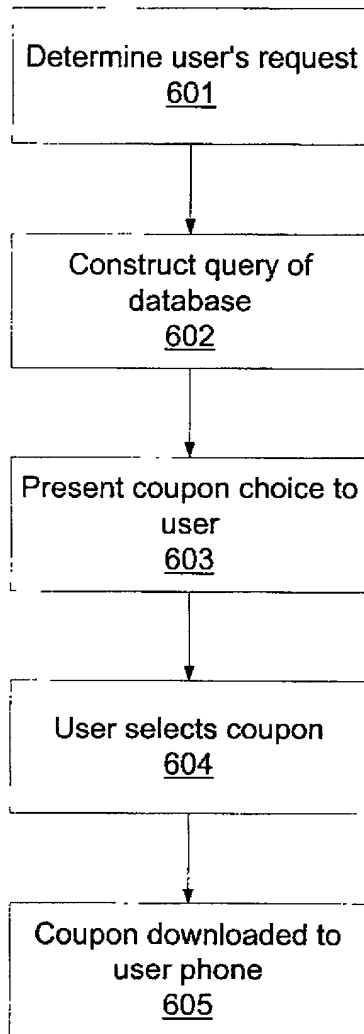 Determine user's request
601
Construct query of
database
602
Present coupon choice to
user
603
User selects coupon
604
Coupon downloaded to
user phone
605